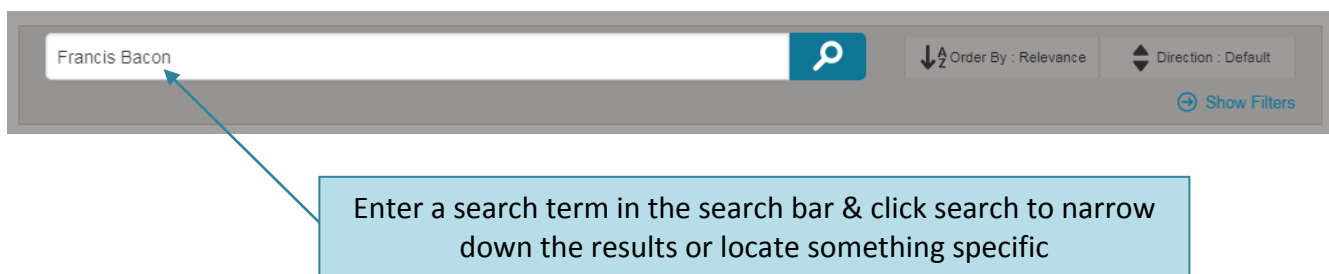 Francis Bacon
Order By : Relevance
Direction : Default
Show Filters
Enter a search term in the search bar & click search to narrow
down the results or locate something specific